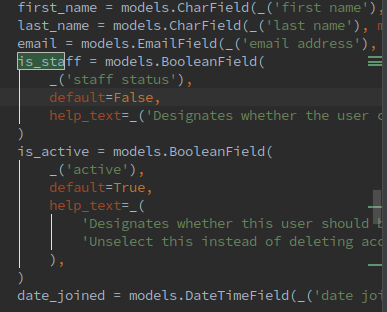 first_name = models.CharField(_('first name'),
last_name = models.CharField(_('last name'),
email = models.EmailField(_('email address'),
is_staff = models.BooleanField(
_('staff status'),
default=False,
help_text=_('Designates whether the user
)
is_active = models.BooleanField(
_('active'),
default=True,
help_text=_(
'Designates whether this user should
'Unselect this instead of deleting
),
)
date_joined = models.DateTimeField(_('date